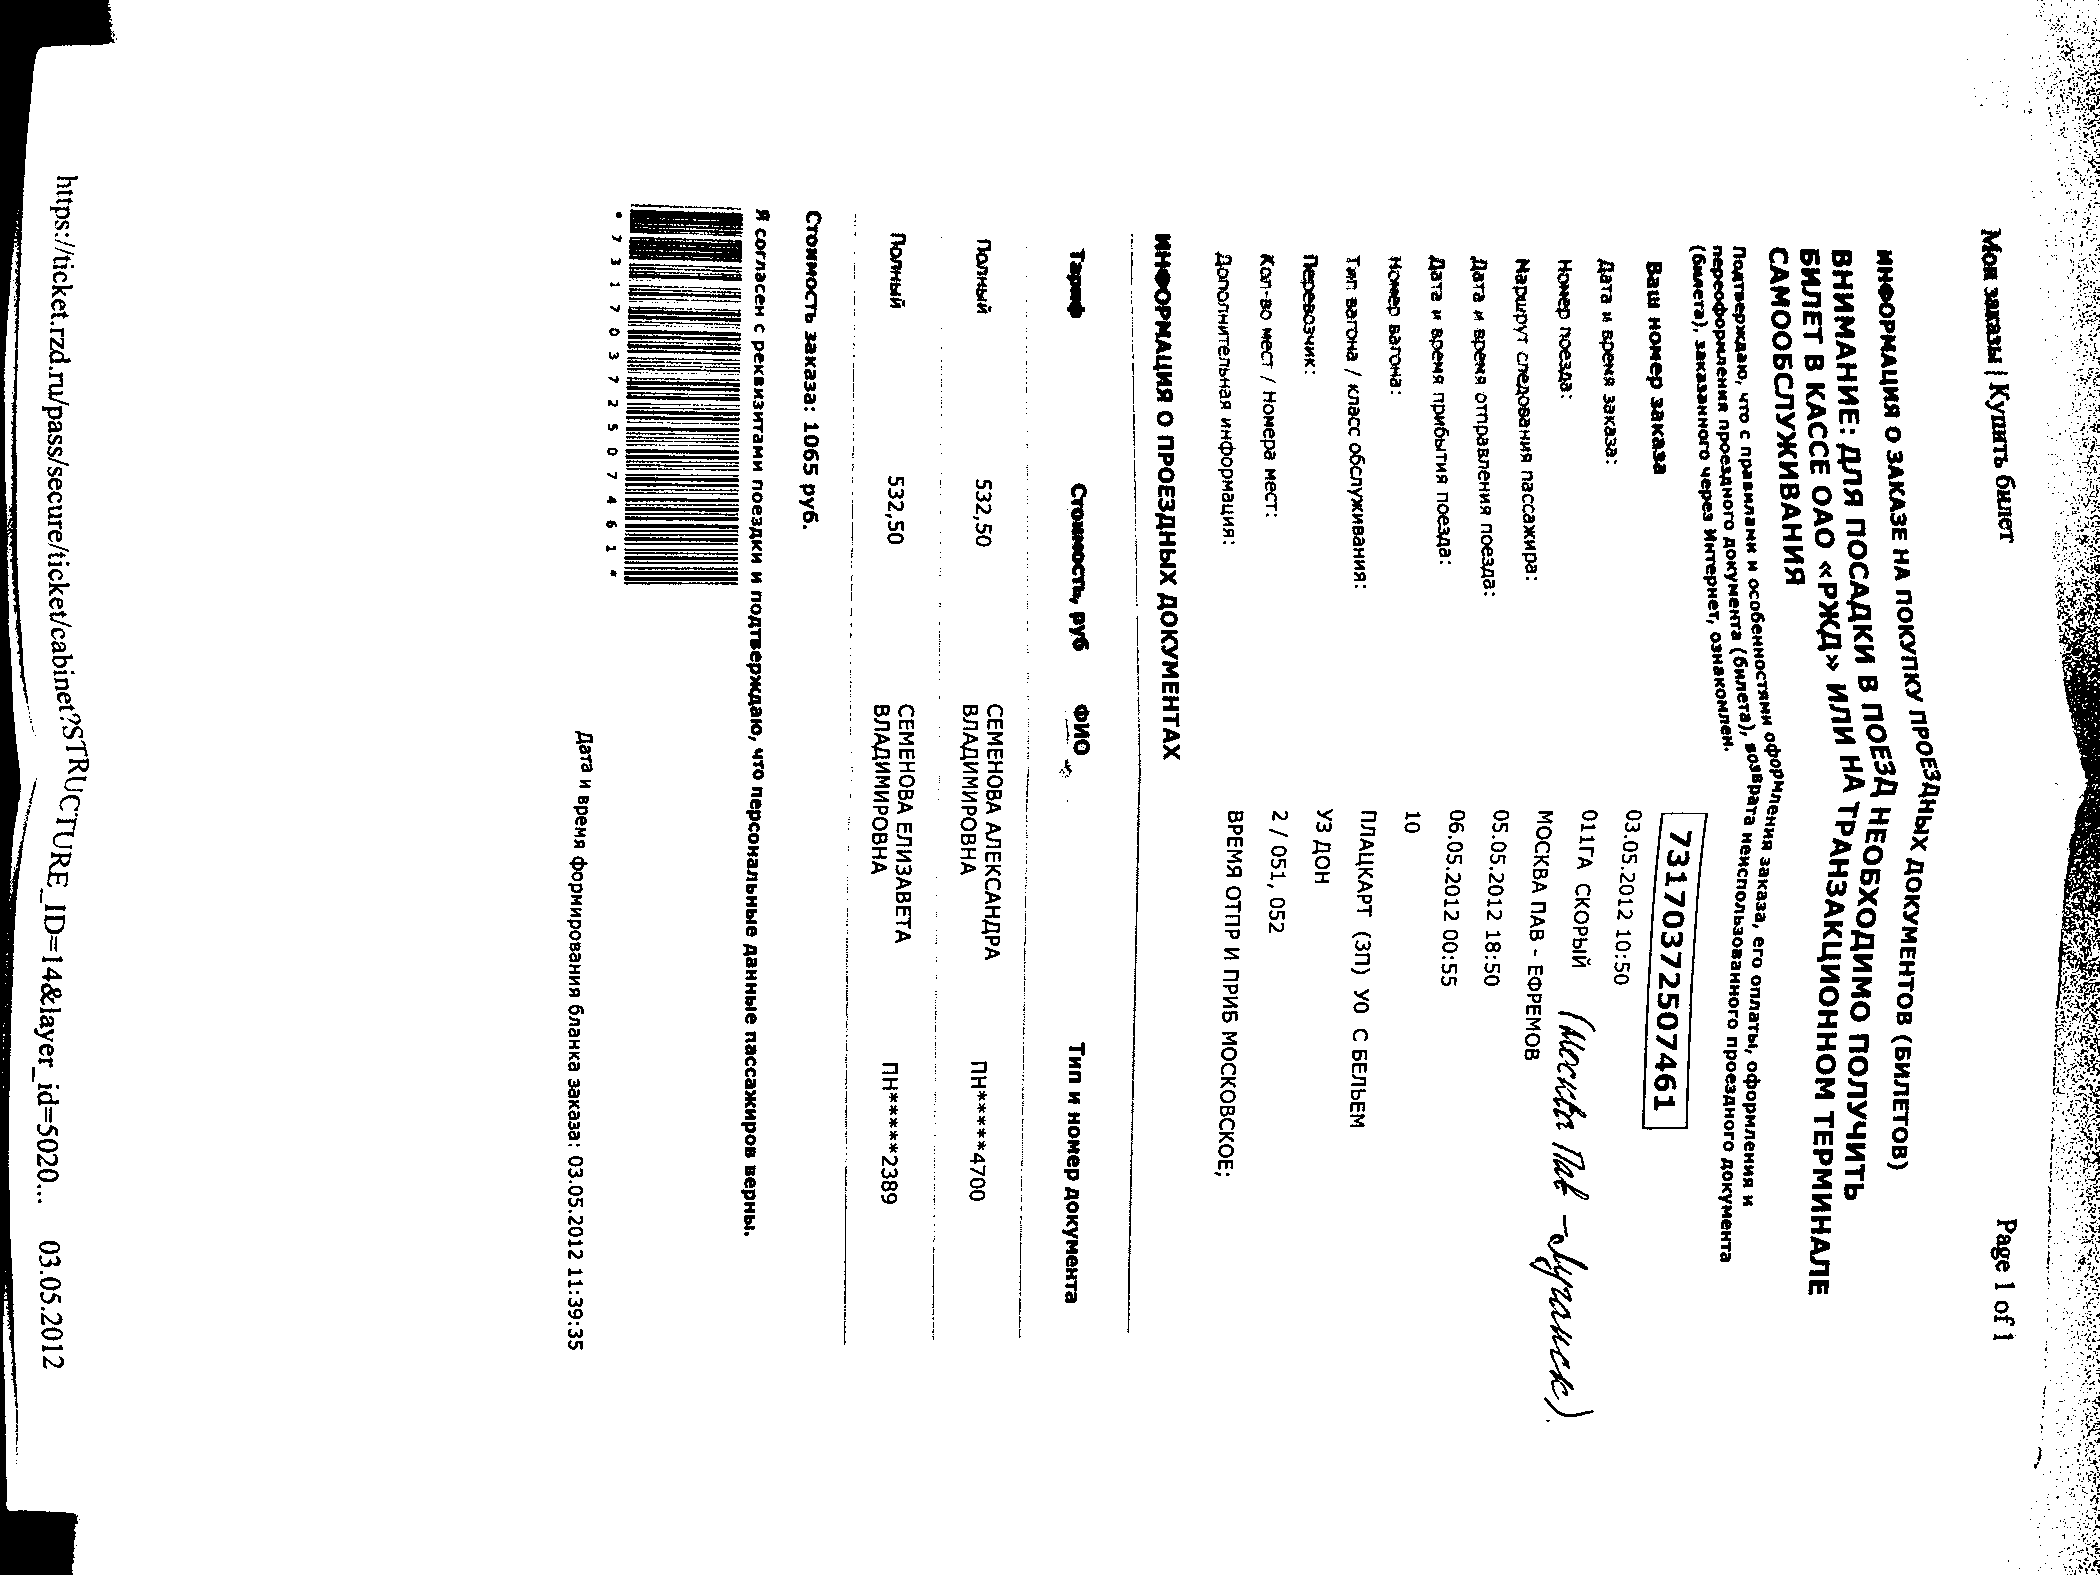 Мои заказы | Купить билет
Page 1 of 1
ИНФОРМАЦИЯ О ЗАКАЗЕ НА ПОКУПКУ ПРОЕЗДНЫХ ДОКУМЕНТОВ (БИЛЕТОВ)
ВНИМАНИЕ: ДЛЯ ПОСАДКИ В ПОЕЗД НЕОБХОДИМО ПОЛУЧИТЬ
БИЛЕТ В КАССЕ ОАО «РЖД» ИЛИ НА ТРАНЗАКЦИОННОМ ТЕРМИНАЛЕ
САМООБСЛУЖИВАНИЯ
Подтверждаю, что с правилами и особенностями оформления заказа, его оплаты, оформления и
переоформления проездного документа (билета), возврата неиспользованного проездного документа
(билета), заказанного через Интернет, ознакомлен.
Ваш номер заказа 73170372507461
Дата и время заказа: 03.05.2012 10:50
Номер поезда: 011ГА СКОРЫЙ (Москва Пав - Луганск)
Маршрут следования пассажира: МОСКВА ПАВ - ЕФРЕМОВ
Дата и время отправления поезда: 05.05.2012 18:50
Дата и время прибытия поезда: 06.05.2012 00:55
Номер вагона: 10
Тип вагона / класс обслуживания: ПЛАЦКАРТ (3П) У0 С БЕЛЬЕМ
Перевозчик: УЗ ДОН
Кол-во мест / Номера мест: 2 / 051, 052
Дополнительная информация: ВРЕМЯ ОТПР И ПРИБ МОСКОВСКОЕ;
ИНФОРМАЦИЯ О ПРОЕЗДНЫХ ДОКУМЕНТАХ
Тариф Стоимость, руб ФИО Тип и номер документа
Полный 532,50 СЕМЕНОВА АЛЕКСАНДРА ПН*****4700
ВЛАДИМИРОВНА
Полный 532,50 СЕМЕНОВА ЕЛИЗАВЕТА ПН*****2389
ВЛАДИМИРОВНА
Стоимость заказа: 1065 руб.
Я согласен с реквизитами поездки и подтверждаю, что персональные данные пассажиров верны.
* 7 3 1 7 0 3 7 2 5 0 7 4 6 1 *
Дата и время формирования бланка заказа: 03.05.2012 11:39:35
https://ticket.rzd.ru/pass/secure/ticket/cabinet?STRUCTURE_ID=14&layer_id=5020... 03.05.2012